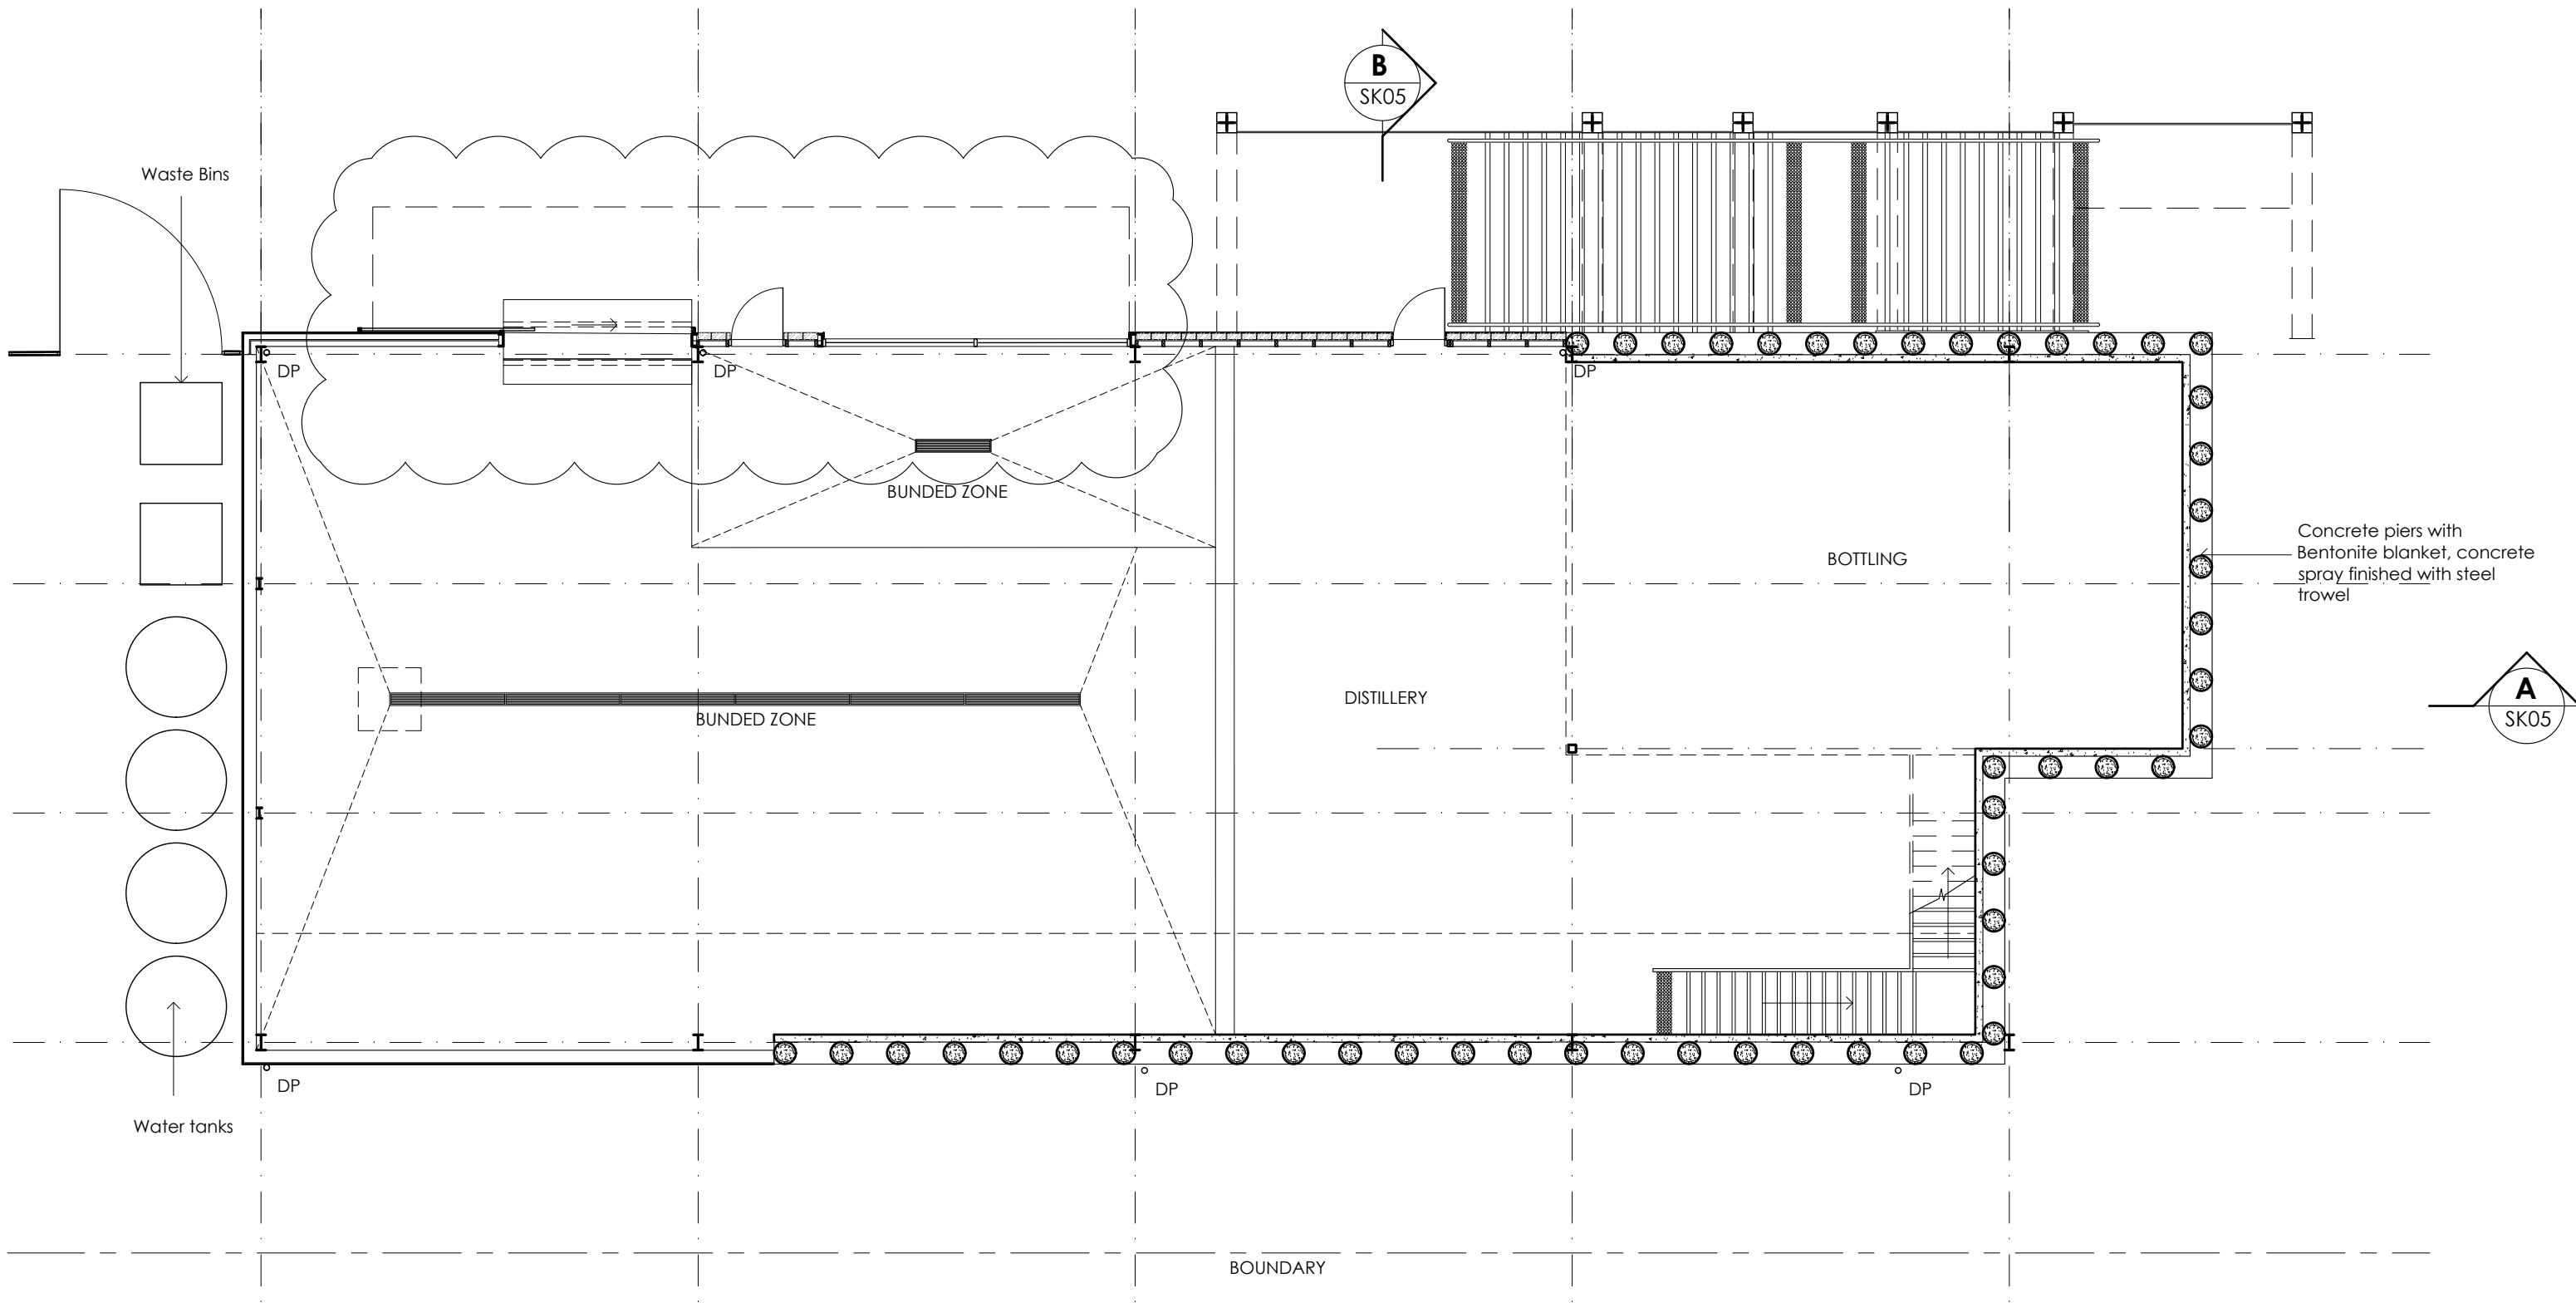 B
SK05
Waste Bins
DP
DP
DP
BUNDED ZONE
Concrete piers with
Bentonite blanket, concrete
spray finished with steel
trowel
BOTTLING
A
SK05
DISTILLERY
BUNDED ZONE
DP
DP
DP
Water tanks
BOUNDARY